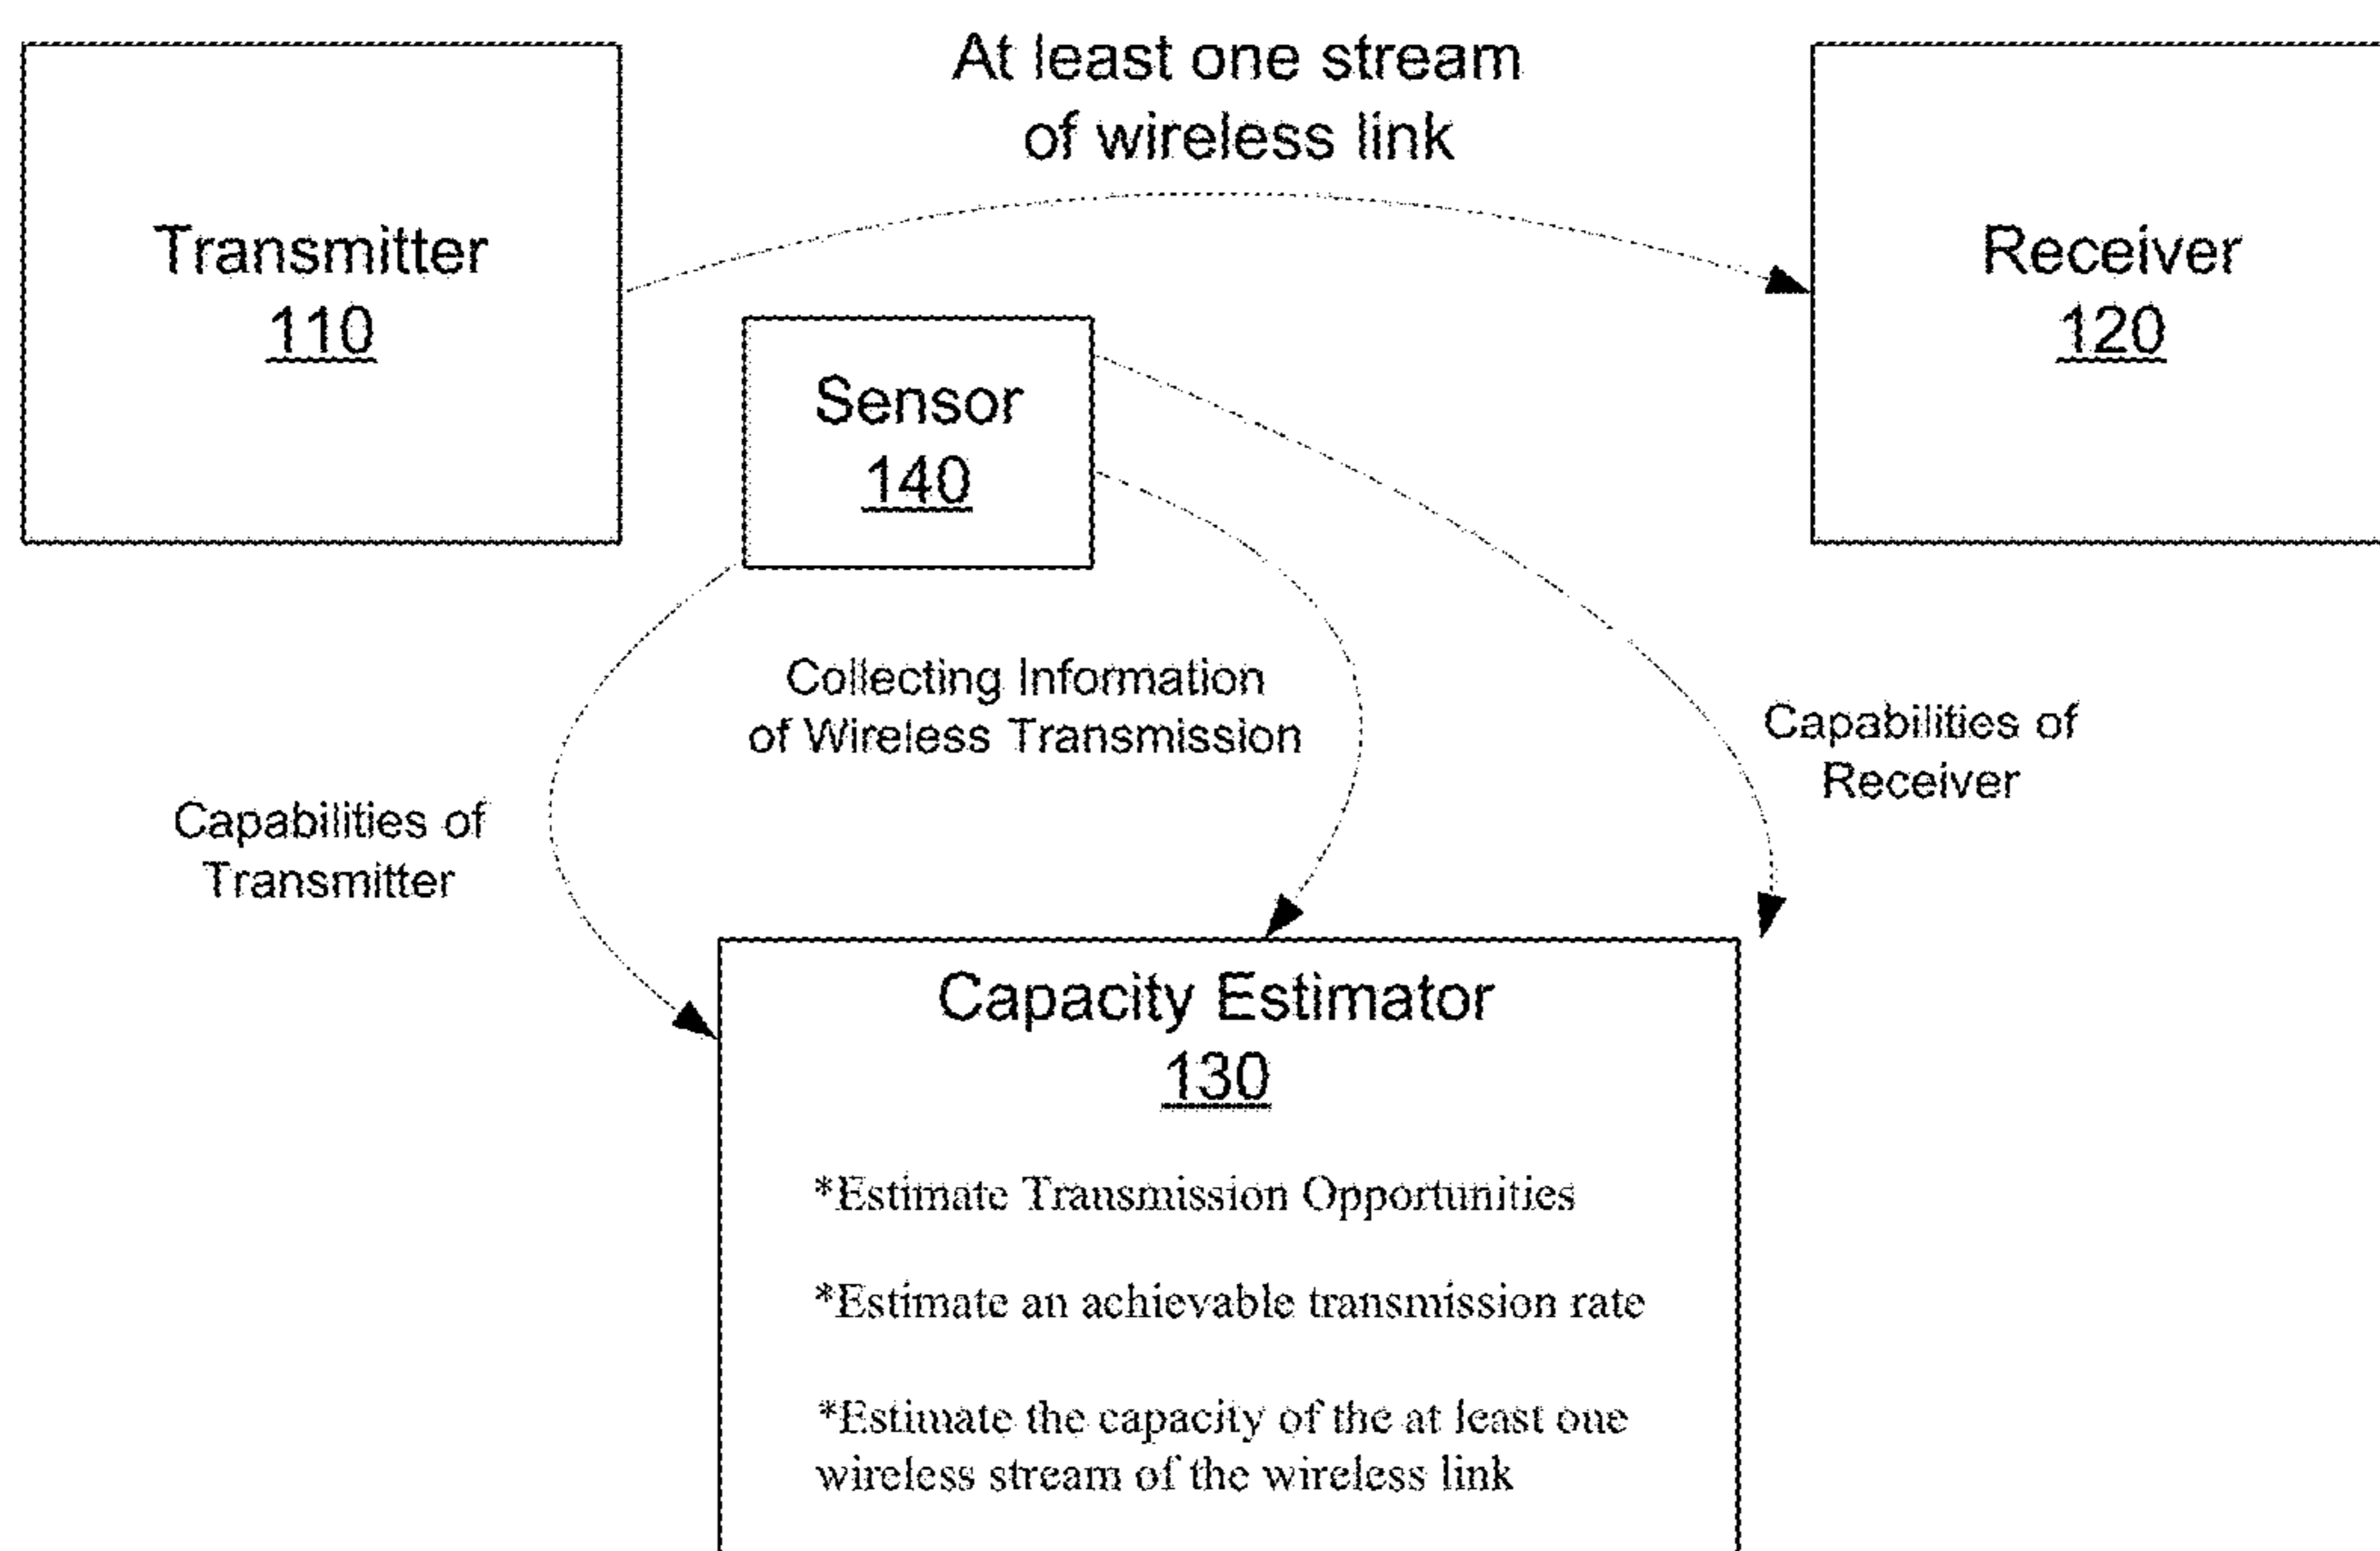 At least one stream
of wireless link
Transmitter
110
Receiver
120
Sensor
140
Collecting Information
of Wireless Transmission
Capabilities of
Receiver
Capabilities of
Transmitter
Capacity Estimator
130
*Estimate Transmission Opportunities
*Estimate an achievable transmission rate
*Estimate the capacity of the at least one
wireless stream of the wireless link